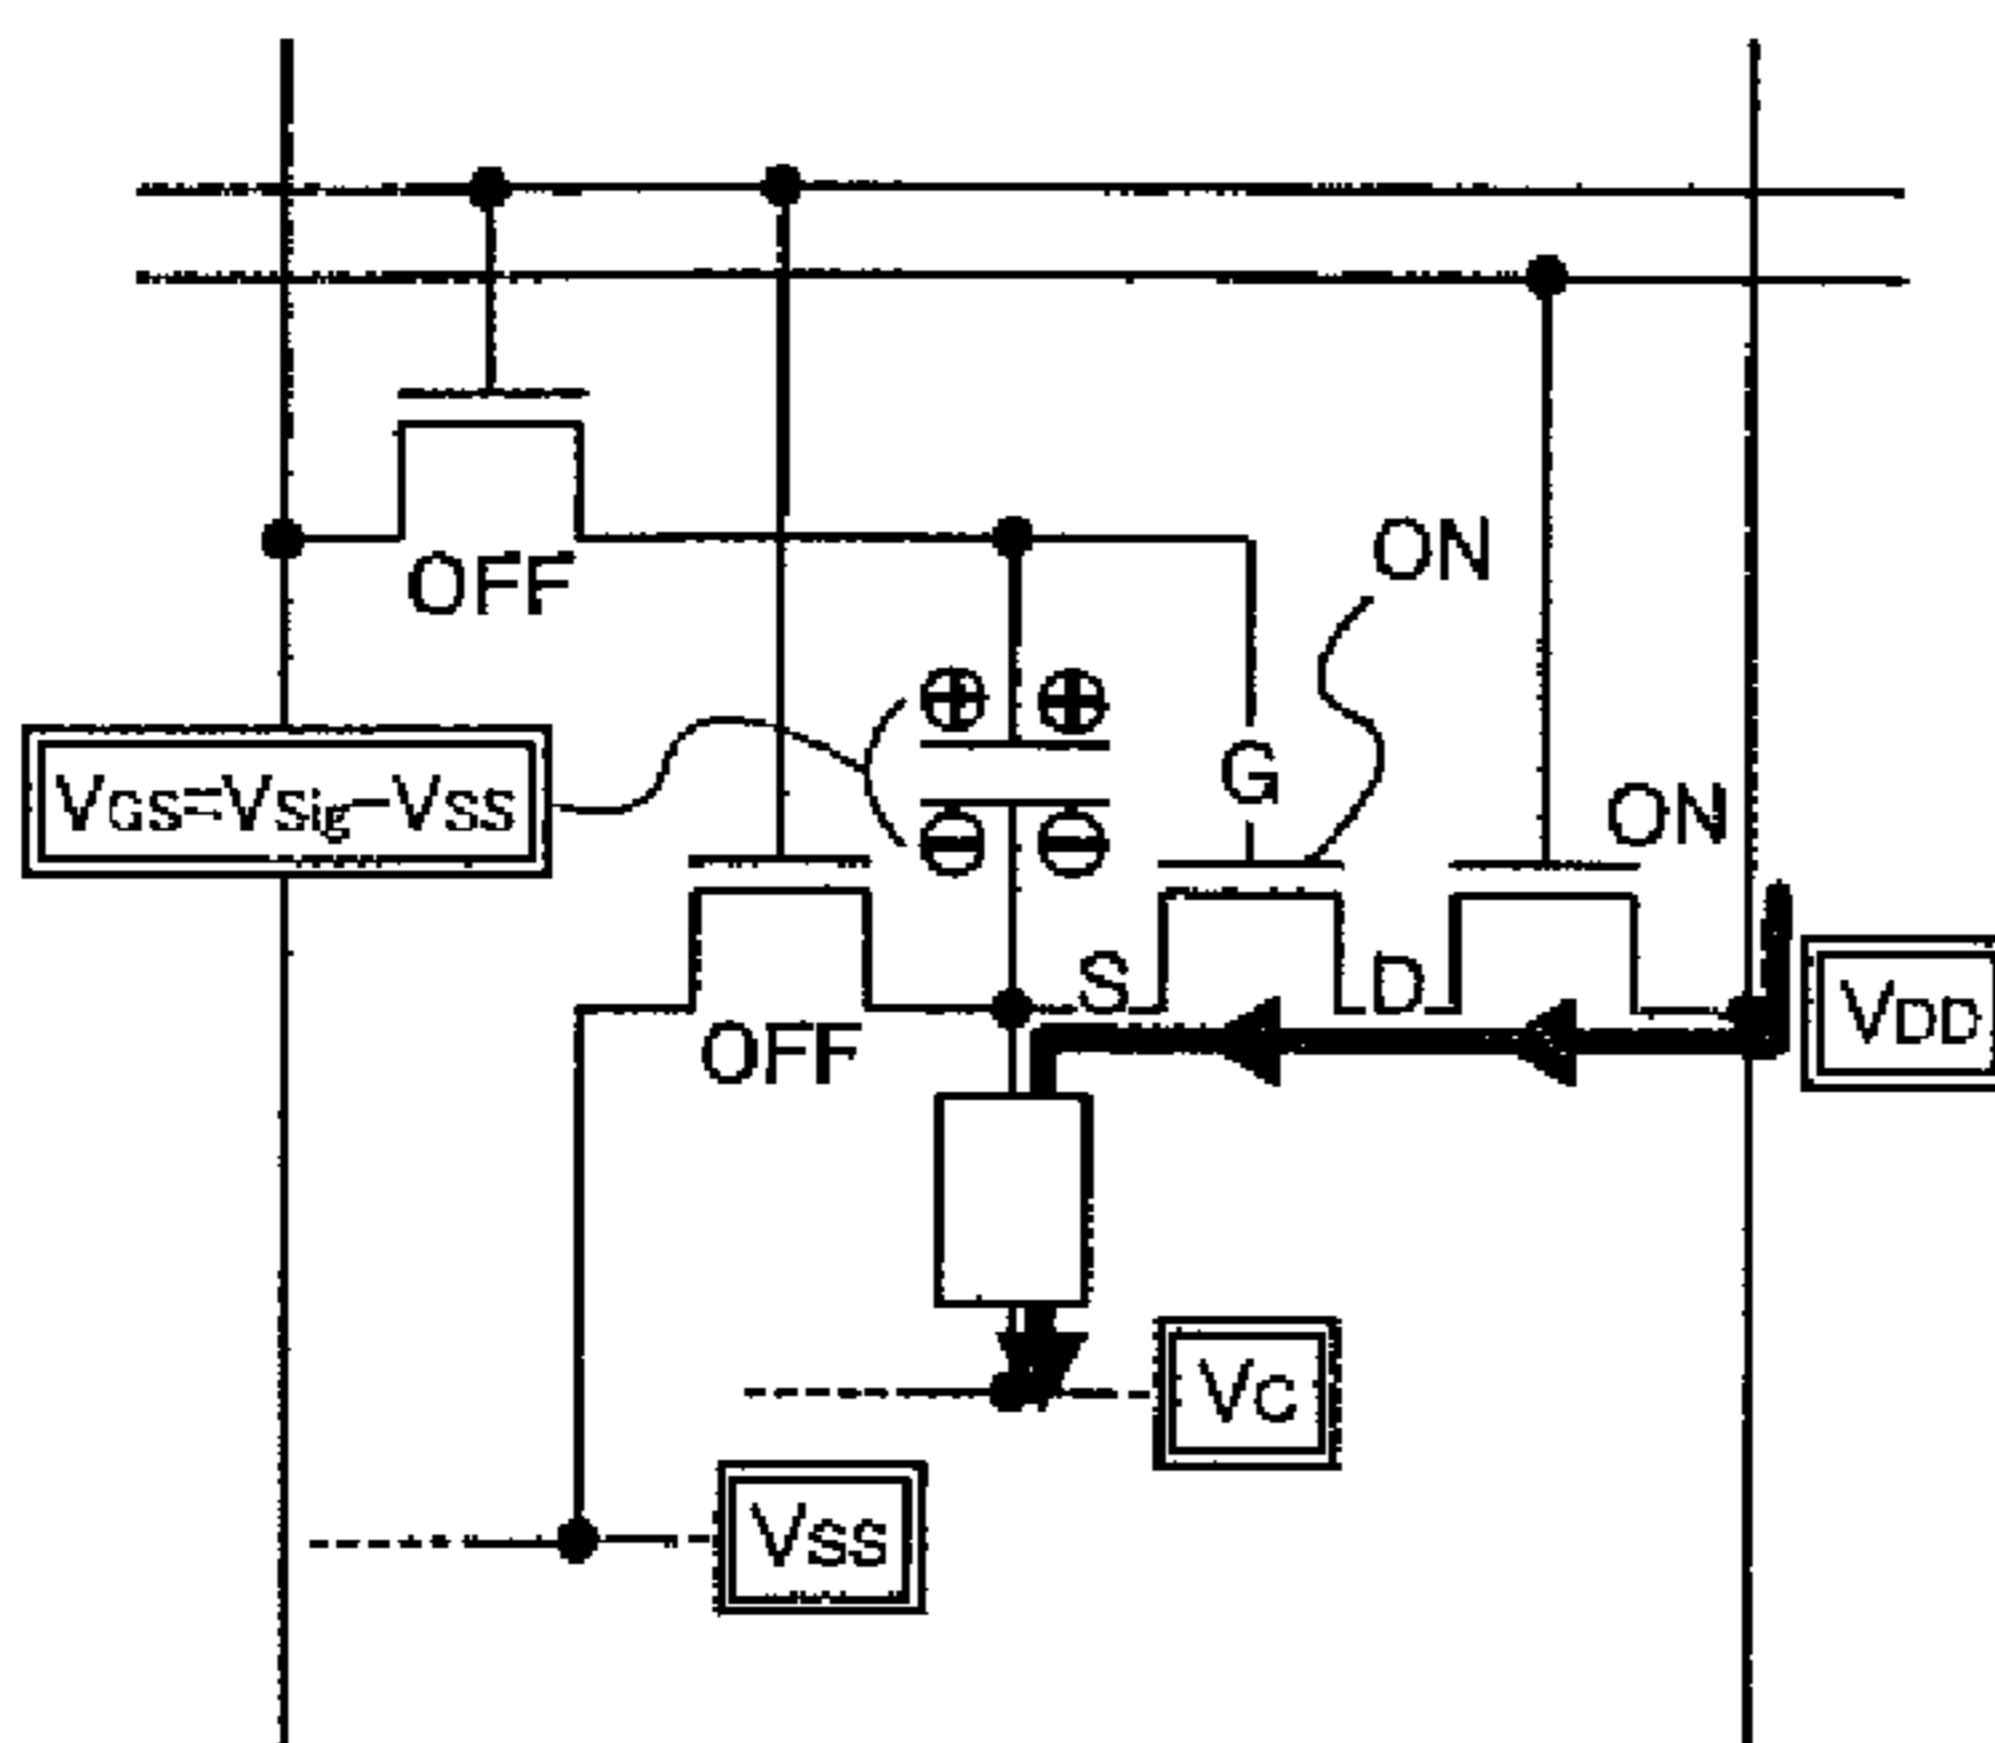 OFF
ON
VGS=VSig−VSS
⊕ ⊕
G
ON
⊖ ⊖
S
D
VDD
OFF
VC
VSS